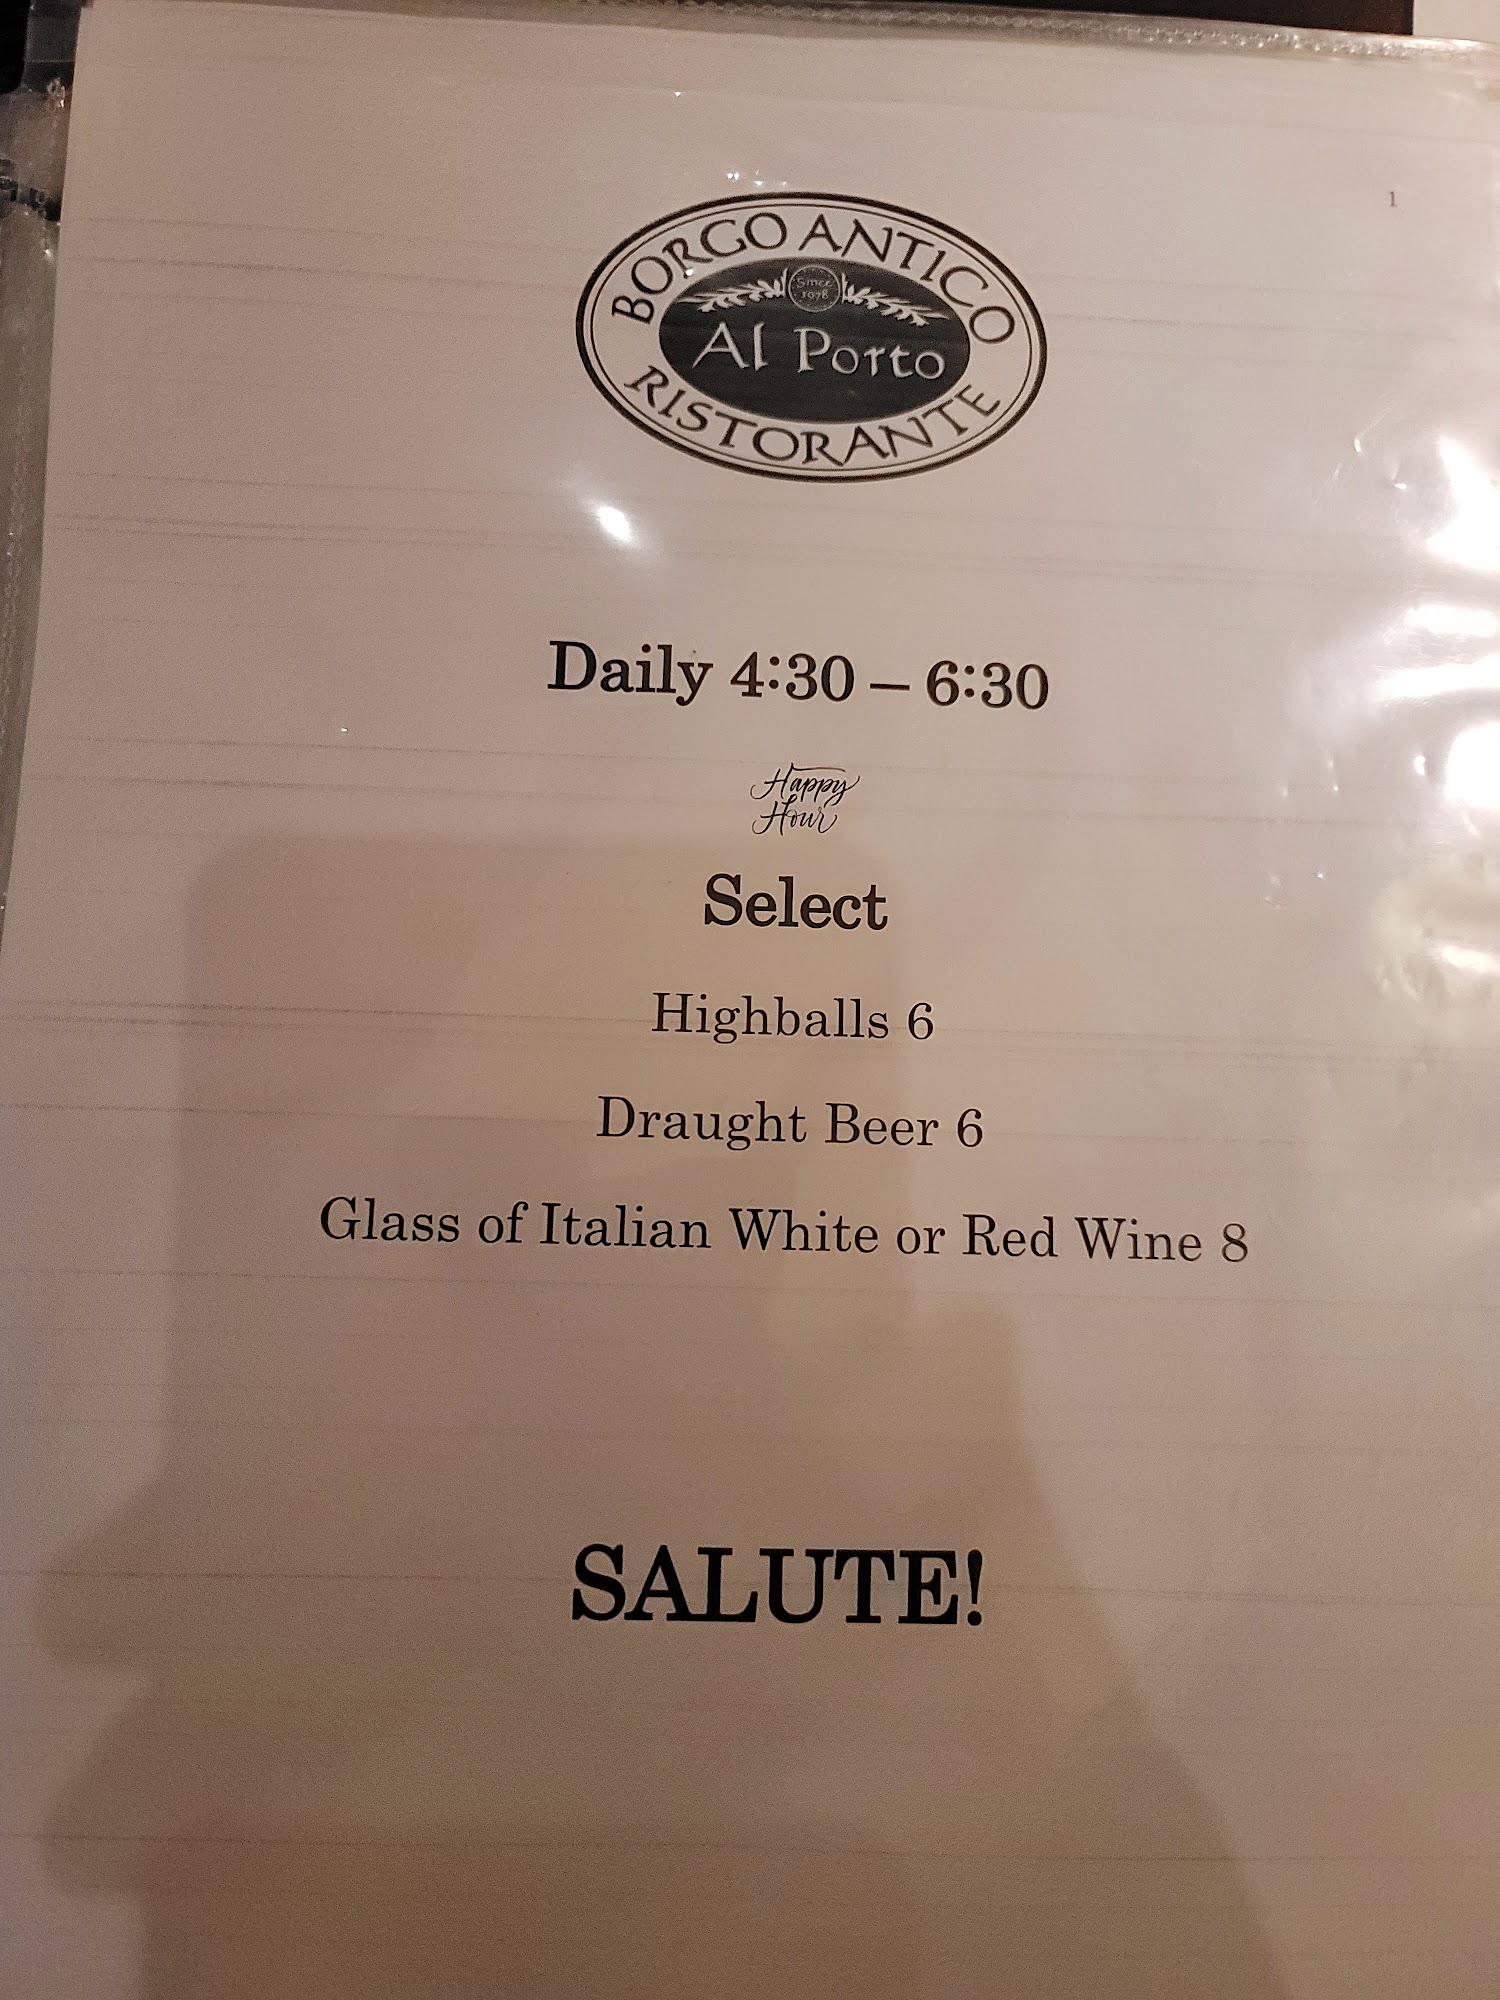 1
BORGO ANTICO
Since
1978
Al Porto
RISTORANTE
Daily 4:30 – 6:30
Happy
Hour
Select
Highballs 6
Draught Beer 6
Glass of Italian White or Red Wine 8
SALUTE!